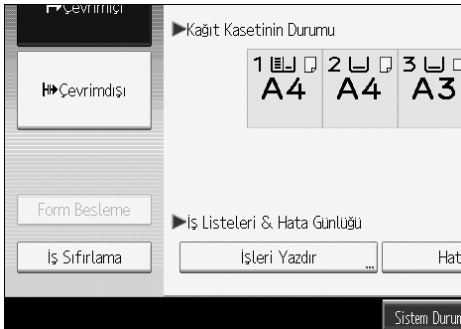 Çevrimiçi
Kağıt Kasetinin Durumu
1 2 3
A4 A4 A3
Çevrimdışı
Form Besleme
İş Listeleri & Hata Günlüğü
İş Sıfırlama
İşleri Yazdır ...
Hat
Sistem Durum